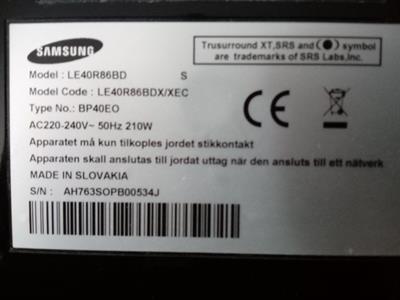 SAMSUNG
Trusurround XT,SRS and (●) symbol
are trademarks of SRS Labs,Inc.
Model : LE40R86BD S
Model Code : LE40R86BDX/XEC
Type No. : BP40EO
AC220-240V~ 50Hz 210W
Apparatet må kun tilkoples jordet stikkontakt
Apparaten skall anslutas till jordat uttag när den ansluts till ett nätverk
MADE IN SLOVAKIA
S/N : AH763SOPB00534J
CE